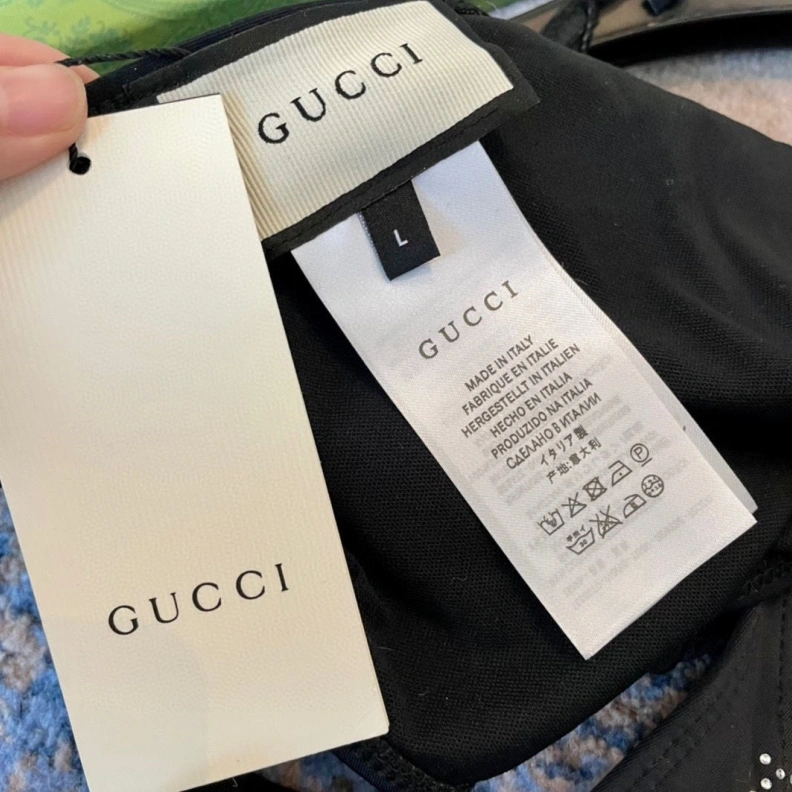 GUCCI
L
GUCCI
MADE IN ITALY
FABRIQUE EN ITALIE
HERGESTELLT IN ITALIEN
HECHO EN ITALIA
PRODUZIDO NA ITALIA
СДЕЛАНО В ИТАЛИИ
イタリア製
产地:意大利
P
GUCCI